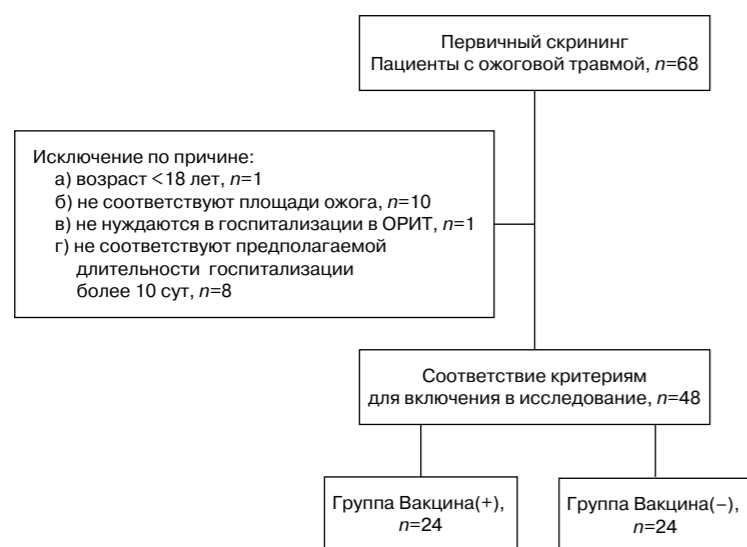 Первичный скрининг
Пациенты с ожоговой травмой, n=68
Исключение по причине:
а) возраст <18 лет, n=1
б) не соответствуют площади ожога, n=10
в) не нуждаются в госпитализации в ОРИТ, n=1
г) не соответствуют предполагаемой
длительности госпитализации
более 10 сут, n=8
Соответствие критериям
для включения в исследование, n=48
Группа Вакцина(+),
n=24
Группа Вакцина(−),
n=24